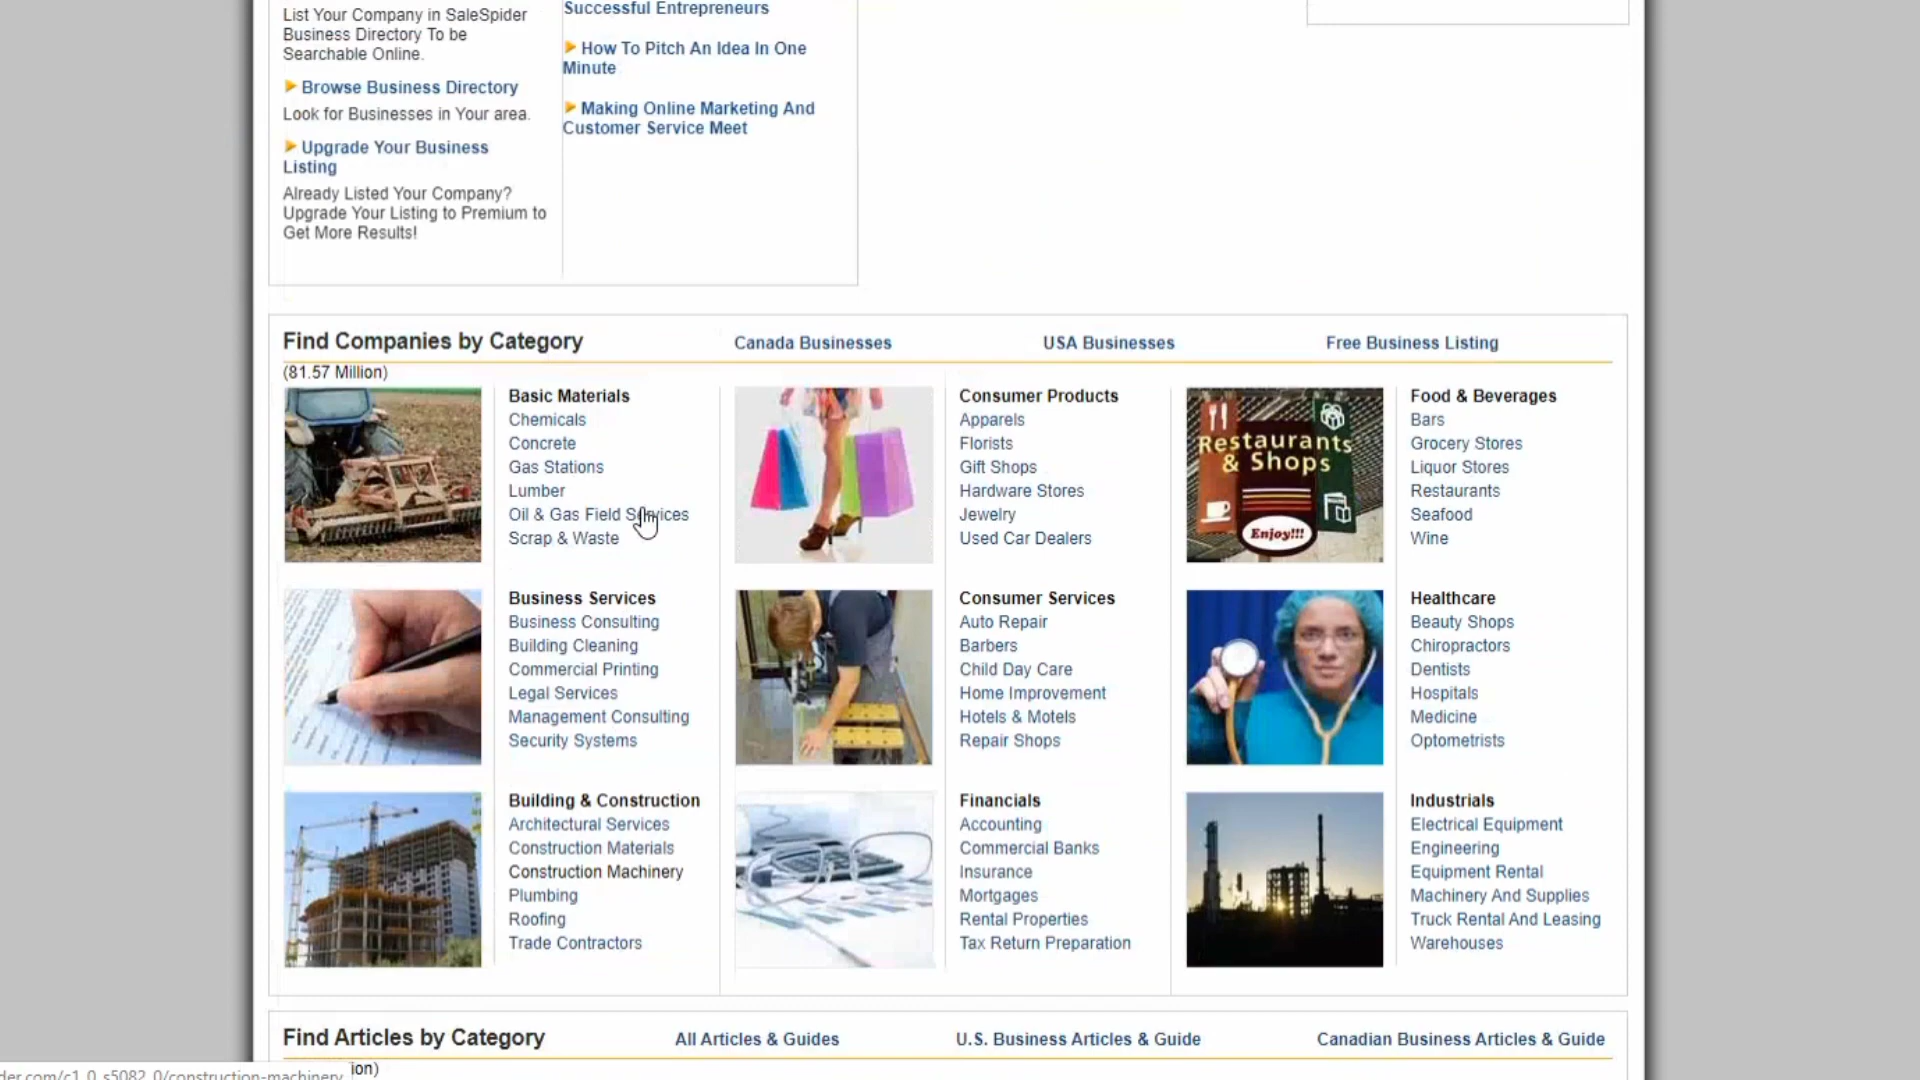 List Your Company in SaleSpider
Business Directory To be
Searchable Online.
Browse Business Directory
Look for Businesses in Your area.
Upgrade Your Business
Listing
Already Listed Your Company?
Upgrade Your Listing to Premium to
Get More Results!
Successful Entrepreneurs
How To Pitch An Idea In One
Minute
Making Online Marketing And
Customer Service Meet
Find Companies by Category
Canada Businesses
USA Businesses
Free Business Listing
(81.57 Million)
Basic Materials
Chemicals
Concrete
Gas Stations
Lumber
Oil & Gas Field Services
Scrap & Waste
Consumer Products
Apparels
Florists
Gift Shops
Hardware Stores
Jewelry
Used Car Dealers
Restaurants
& Shops
Enjoy!!!
Food & Beverages
Bars
Grocery Stores
Liquor Stores
Restaurants
Seafood
Wine
Business Services
Business Consulting
Building Cleaning
Commercial Printing
Legal Services
Management Consulting
Security Systems
Consumer Services
Auto Repair
Barbers
Child Day Care
Home Improvement
Hotels & Motels
Repair Shops
Healthcare
Beauty Shops
Chiropractors
Dentists
Hospitals
Medicine
Optometrists
Building & Construction
Architectural Services
Construction Materials
Construction Machinery
Plumbing
Roofing
Trade Contractors
Financials
Accounting
Commercial Banks
Insurance
Mortgages
Rental Properties
Tax Return Preparation
Industrials
Electrical Equipment
Engineering
Equipment Rental
Machinery And Supplies
Truck Rental And Leasing
Warehouses
Find Articles by Category
All Articles & Guides
U.S. Business Articles & Guide
Canadian Business Articles & Guide
ion)
der.com/c1_0_s5082_0/construction-machinery